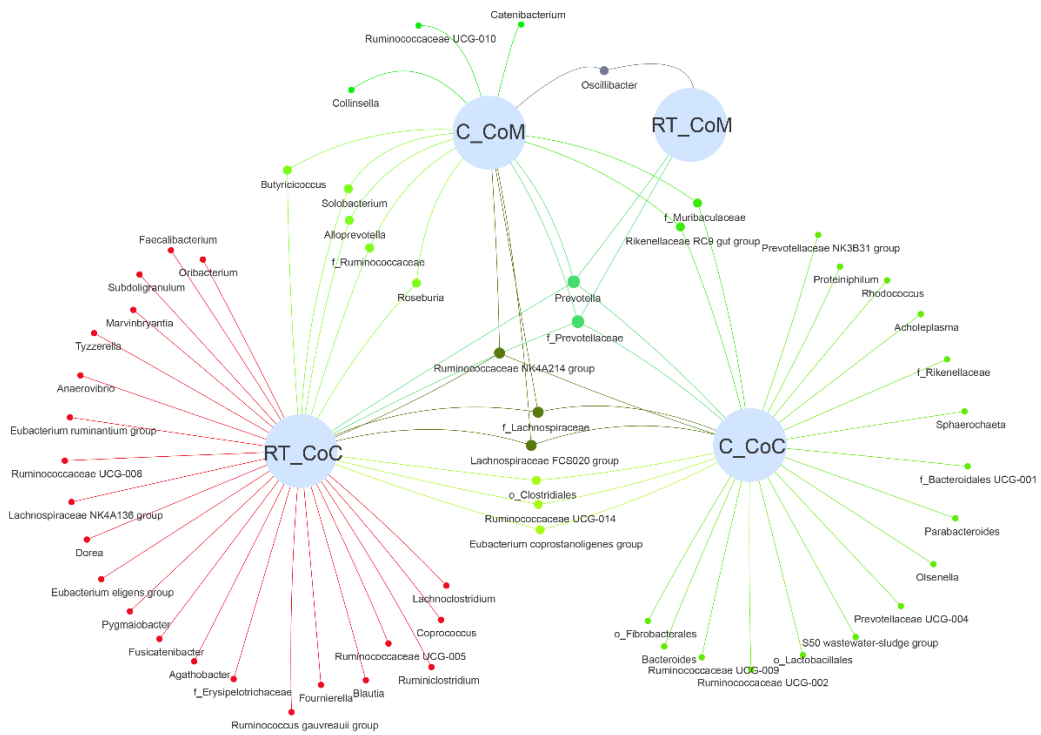 Catenibacterium
Ruminococcaceae UCG-010
Oscillibacter
Collinsella
C_CoM
RT_CoM
Butyricicoccus
Solobacterium
f_Muribaculaceae
Alloprevotella
Rikenellaceae RC9 gut group
Prevotellaceae NK3B31 group
Faecalibacterium
f_Ruminococcaceae
Oribacterium
Proteiniphilum
Subdoligranulum
Roseburia
Prevotella
Rhodococcus
Marvinbryantia
Acholeplasma
Tyzzerella
f_Prevotellaceae
Ruminococcaceae NK4A214 group
f_Rikenellaceae
Anaerovibrio
Eubacterium ruminantium group
f_Lachnospiraceae
Sphaerochaeta
RT_CoC
C_CoC
Lachnospiraceae FCS020 group
Ruminococcaceae UCG-008
f_Bacteroidales UCG-001
o_Clostridiales
Lachnospiraceae NK4A136 group
Ruminococcaceae UCG-014
Parabacteroides
Dorea
Eubacterium coprostanoligenes group
Olsenella
Eubacterium eligens group
Lachnoclostridium
Pygmaiobacter
Prevotellaceae UCG-004
Coprococcus
o_Fibrobacterales
Fusicatenibacter
S50 wastewater-sludge group
Ruminococcaceae UCG-005
Bacteroides
o_Lactobacillales
Agathobacter
Ruminiclostridium
Ruminococcaceae UCG-009
Ruminococcaceae UCG-002
f_Erysipelotrichaceae
Fournierella
Blautia
Ruminococcus gauvreauii group